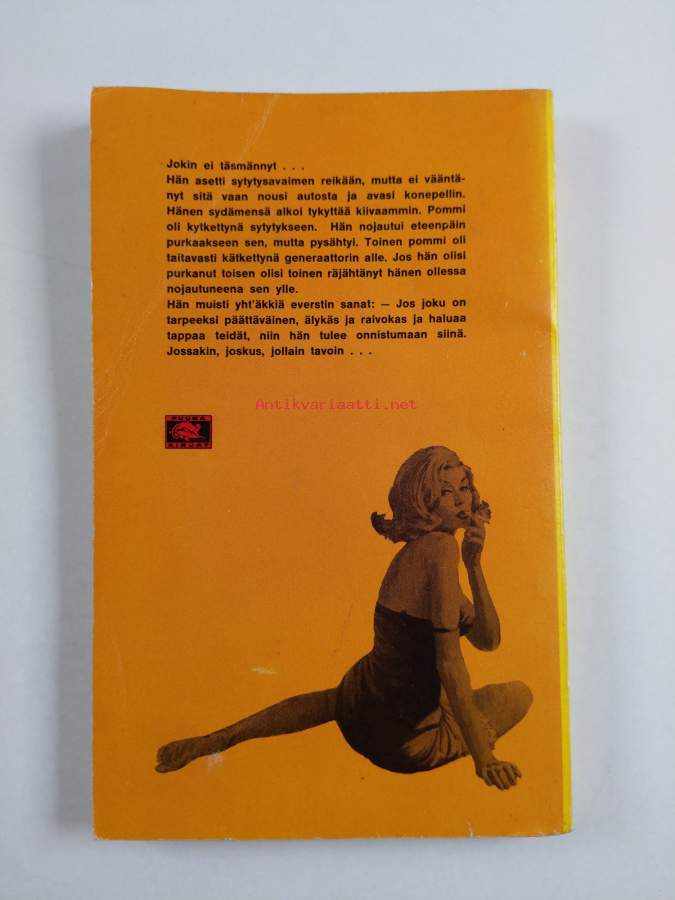 Jokin ei täsmännyt . . .
Hän asetti sytytysavaimen reikään, mutta ei vääntä-
nyt sitä vaan nousi autosta ja avasi konepellin.
Hänen sydämensä alkoi tykyttää kiivaammin. Pommi
oli kytkettynä sytytykseen. Hän nojautui eteenpäin
purkaakseen sen, mutta pysähtyi. Toinen pommi oli
taitavasti kätkettynä generaattorin alle. Jos hän olisi
purkanut toisen olisi toinen räjähtänyt hänen ollessa
nojautuneena sen ylle.
Hän muisti yht'äkkiä everstin sanat: — Jos joku on
tarpeeksi päättäväinen, älykäs ja raivokas ja haluaa
tappaa teidät, niin hän tulee onnistumaan siinä.
Jossakin, joskus, jollain tavoin . . .
Antikvariaatti.net
PUUMA
KIRJAT